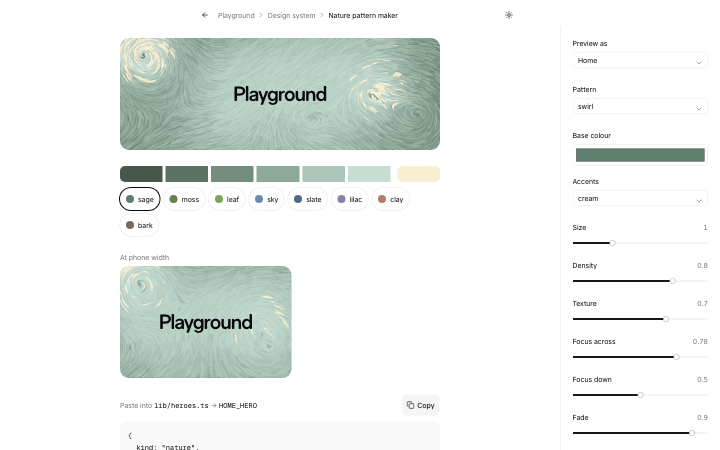 Playground > Design system > Nature pattern maker
Playground
sage moss leaf sky slate lilac clay
bark
At phone width
Playground
Paste into lib/heroes.ts → HOME_HERO
Copy
{
kind: "nature",
Preview as
Home
Pattern
swirl
Base colour
Accents
cream
Size 1
Density 0.8
Texture 0.7
Focus across 0.78
Focus down 0.5
Fade 0.9